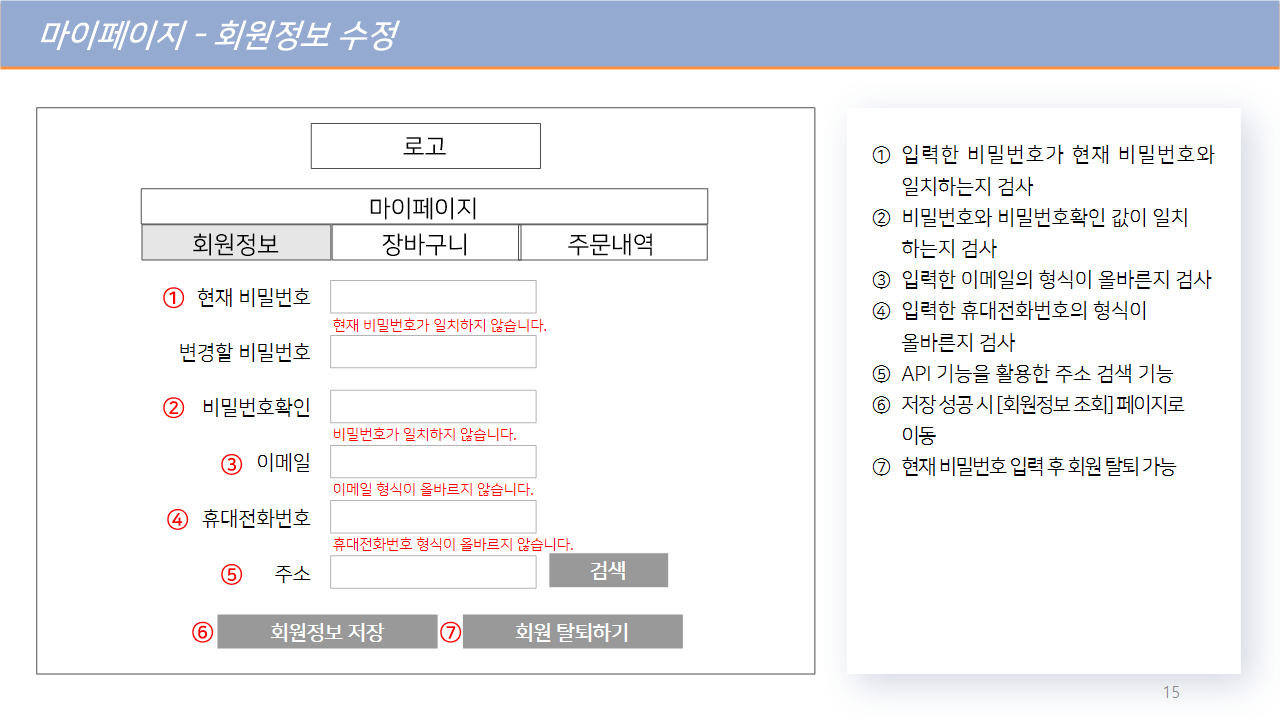 마이페이지 - 회원정보 수정
로고
마이페이지
회원정보 장바구니 주문내역
① 현재 비밀번호
현재 비밀번호가 일치하지 않습니다.
변경할 비밀번호
② 비밀번호확인
비밀번호가 일치하지 않습니다.
③ 이메일
이메일 형식이 올바르지 않습니다.
④ 휴대전화번호
휴대전화번호 형식이 올바르지 않습니다.
⑤ 주소 검색
⑥ 회원정보 저장 ⑦ 회원 탈퇴하기
① 입력한 비밀번호가 현재 비밀번호와
일치하는지 검사
② 비밀번호와 비밀번호확인 값이 일치
하는지 검사
③ 입력한 이메일의 형식이 올바른지 검사
④ 입력한 휴대전화번호의 형식이
올바른지 검사
⑤ API 기능을 활용한 주소 검색 기능
⑥ 저장 성공 시 [회원정보 조회] 페이지로
이동
⑦ 현재 비밀번호 입력 후 회원 탈퇴 가능
15